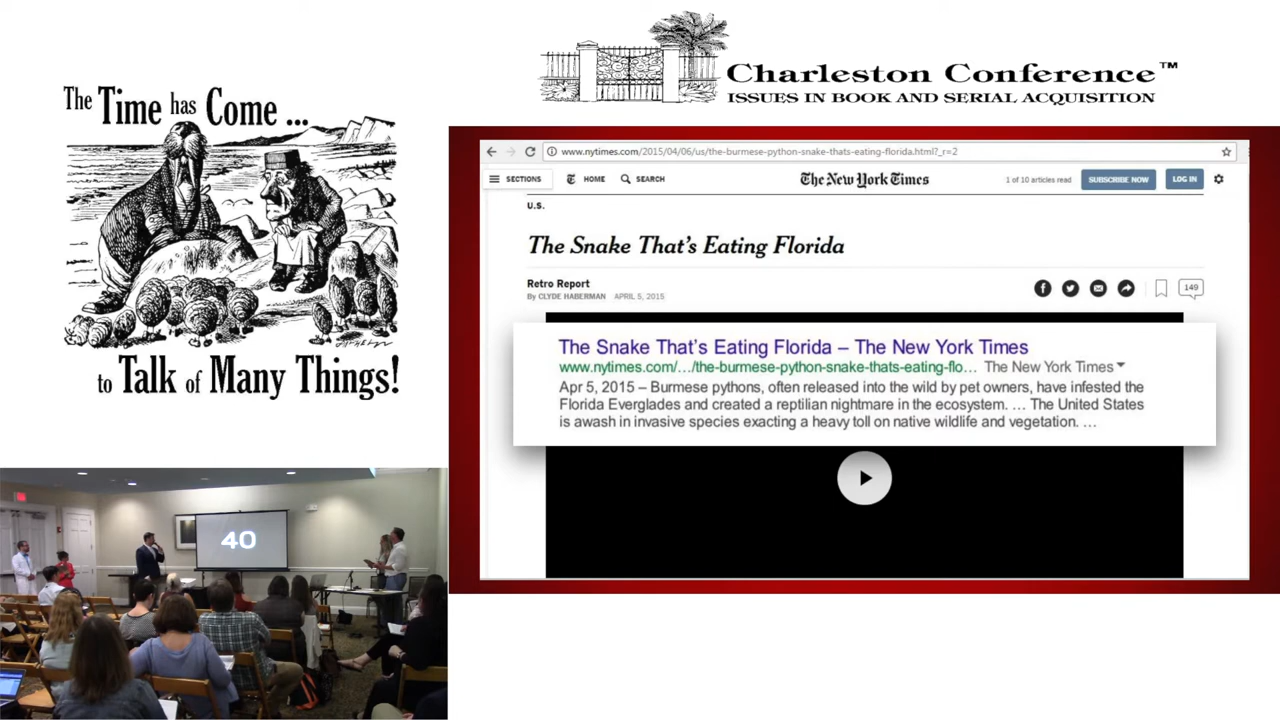 The Time has Come ...
to Talk of Many Things!
Charleston Conference™
ISSUES IN BOOK AND SERIAL ACQUISITION
www.nytimes.com/2015/04/06/us/the-burmese-python-snake-thats-eating-florida.html?_r=2
SECTIONS HOME SEARCH The New York Times 1 of 10 articles read SUBSCRIBE NOW LOG IN
U.S.
The Snake That's Eating Florida
Retro Report
By CLYDE HABERMAN APRIL 5, 2015
149
The Snake That's Eating Florida – The New York Times
www.nytimes.com/…/the-burmese-python-snake-thats-eating-flo… The New York Times
Apr 5, 2015 – Burmese pythons, often released into the wild by pet owners, have infested the
Florida Everglades and created a reptilian nightmare in the ecosystem. … The United States
is awash in invasive species exacting a heavy toll on native wildlife and vegetation. …
40